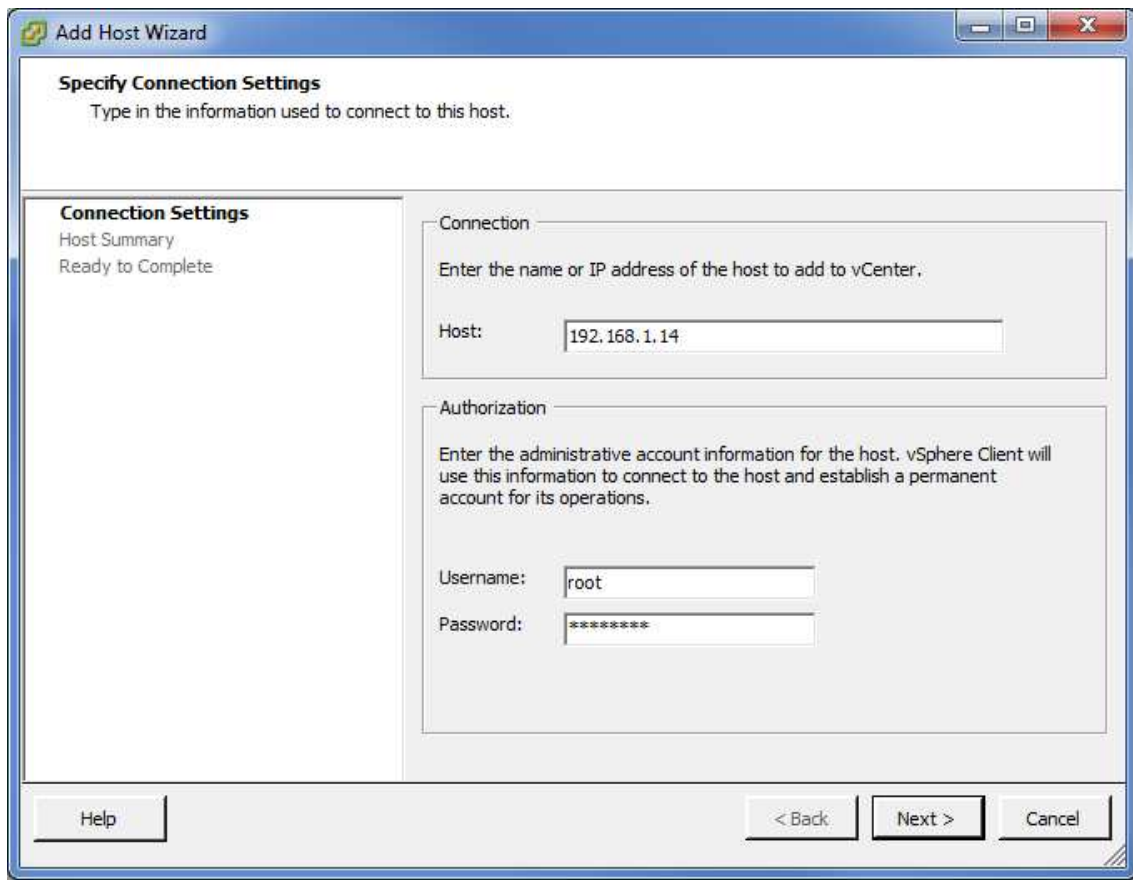 Add Host Wizard
Specify Connection Settings
Type in the information used to connect to this host.
Connection Settings
Host Summary
Ready to Complete
Connection
Enter the name or IP address of the host to add to vCenter.
Host: 192.168.1.14
Authorization
Enter the administrative account information for the host. vSphere Client will
use this information to connect to the host and establish a permanent
account for its operations.
Username: root
Password: ********
Help
< Back Next > Cancel